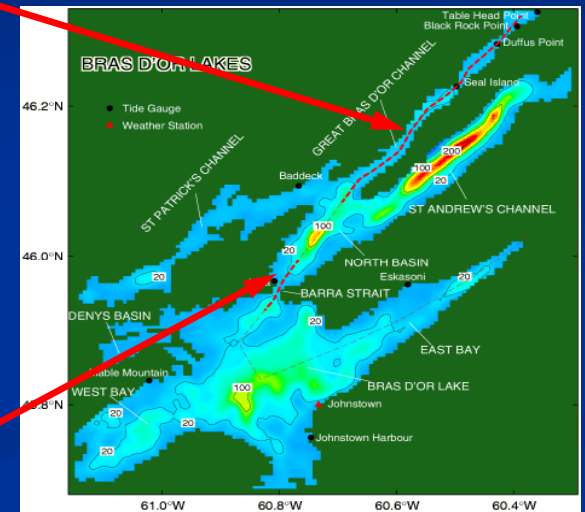 Table Head Point
Black Rock Point
Duffus Point
BRAS D'OR LAKES
Seal Island
46.2°N
Tide Gauge
Weather Station
GREAT BRAS D'OR CHANNEL
200
100
20
Baddeck
ST PATRICK'S CHANNEL
ST ANDREW'S CHANNEL
100
20
46.0°N
NORTH BASIN
20
Eskasoni
20
BARRA STRAIT
DENYS BASIN
20
EAST BAY
Mountain
BRAS D'OR LAKE
WEST BAY
100
.8°N
Johnstown
20
20
20
Johnstown Harbour
61.0°W
60.8°W
60.6°W
60.4°W